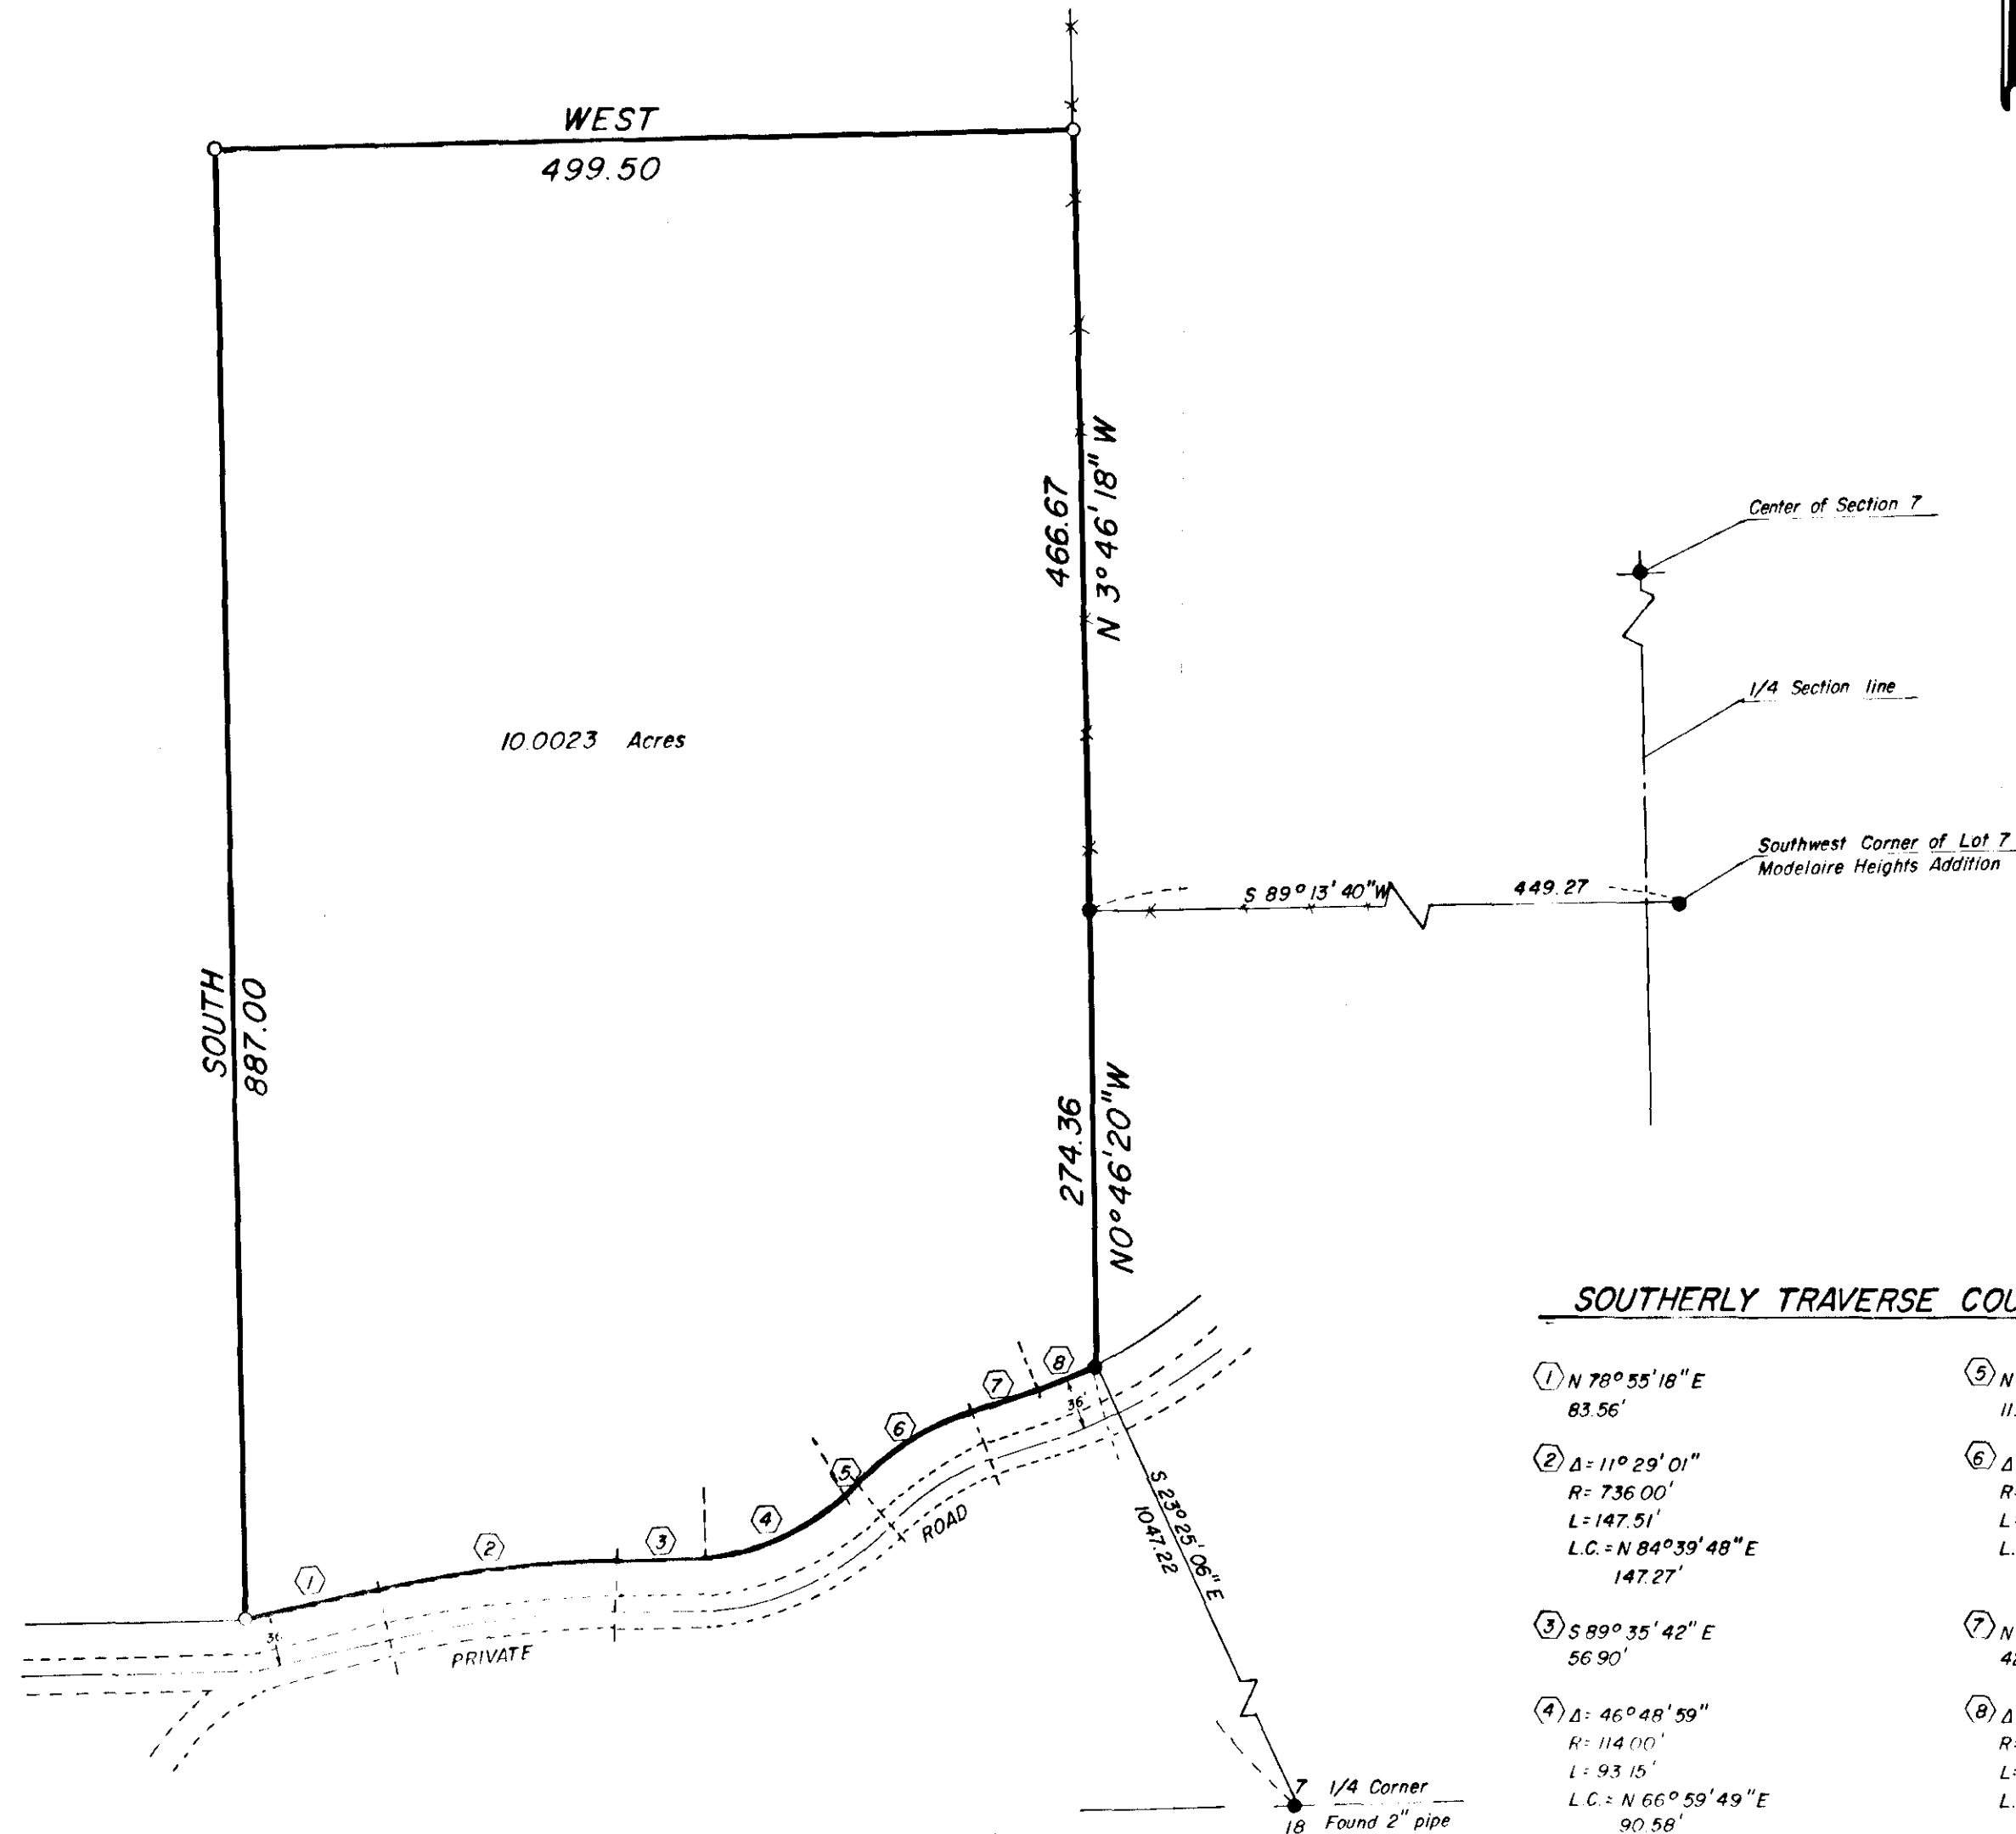 WEST
499.50
466.67
N 3° 46' 18" W
Center of Section 7
1/4 Section line
10.0023 Acres
Southwest Corner of Lot 7
Modelaire Heights Addition
S 89° 13' 40" W 449.27
SOUTH
887.00
274.36
N 0° 46' 20" W
SOUTHERLY TRAVERSE COU
1 N 78° 55' 18" E
83.56'
2 Δ = 11° 29' 01"
R = 736.00'
L = 147.51'
L.C. = N 84° 39' 48" E
147.27'
3 S 89° 35' 42" E
56.90'
4 Δ = 46° 48' 59"
R = 114.00'
L = 93.15'
L.C. = N 66° 59' 49" E
90.58'
5 N
11.
6 Δ
R=
L=
L.
7 N
42
8 Δ
R=
L=
L.
8
7
36'
6
5
4
3
2
1
36'
ROAD
PRIVATE
S 23° 25' 06" E
1047.22
7 1/4 Corner
18 Found 2" pipe